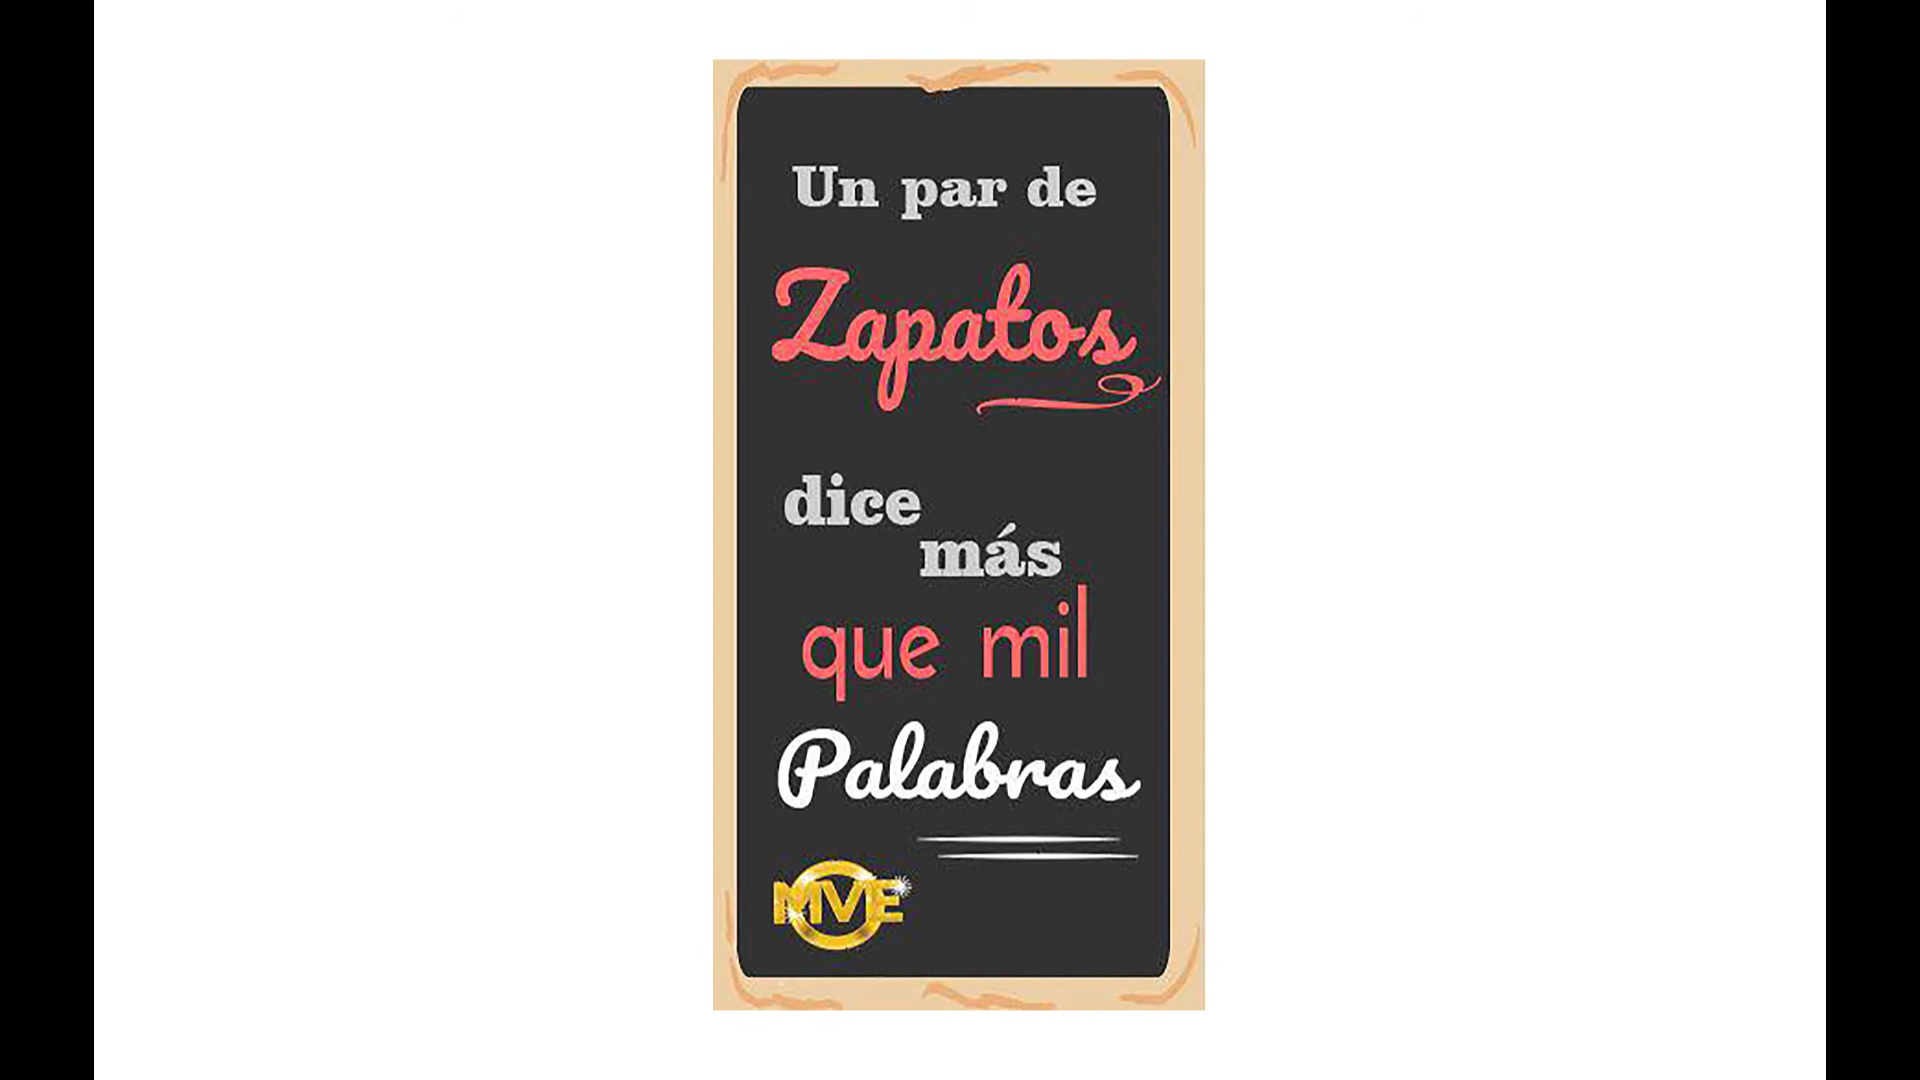 Un par de
Zapatos
dice
más
que mil
Palabras
MVE